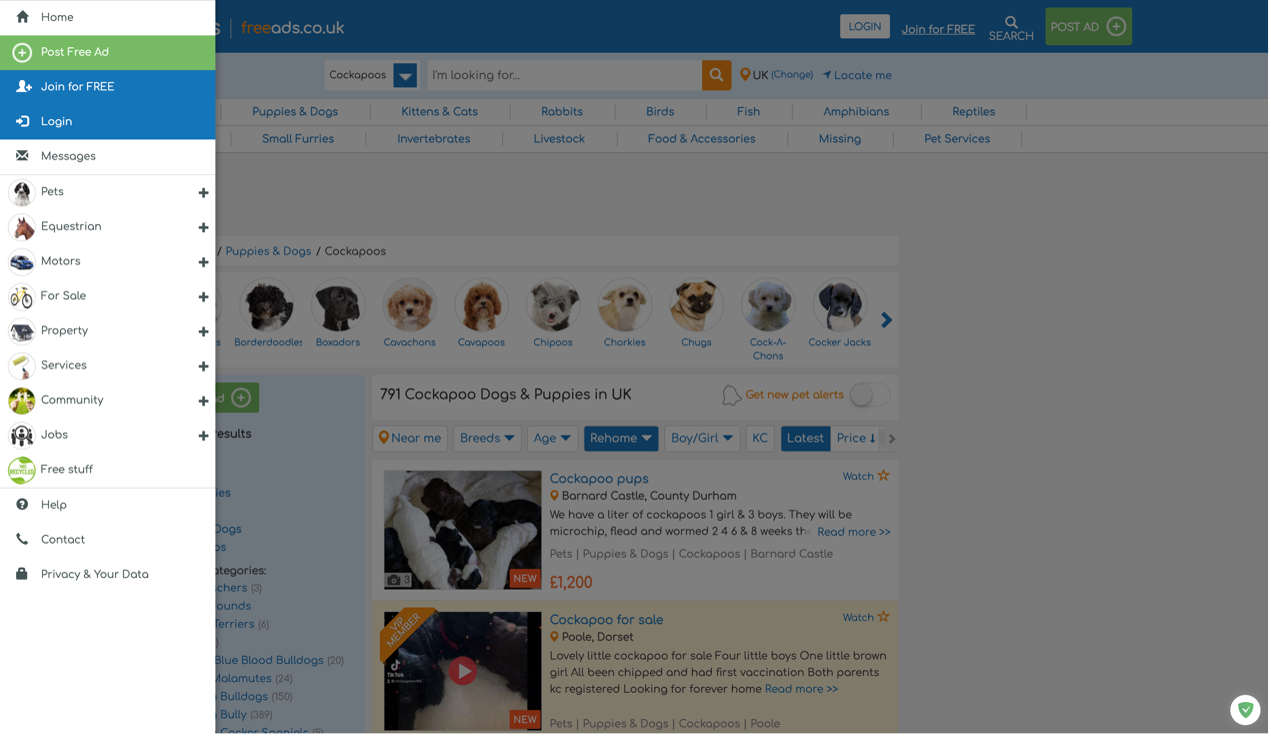 Home
Post Free Ad
Join for FREE
Login
Messages
Pets
Equestrian
Motors
For Sale
Property
Services
Community
Jobs
Free stuff
Help
Contact
Privacy & Your Data
s | freeads.co.uk
LOGIN
Join for FREE
SEARCH
POST AD
Cockapoos
I'm looking for...
UK (Change)
Locate me
Puppies & Dogs
Kittens & Cats
Rabbits
Birds
Fish
Amphibians
Reptiles
Small Furries
Invertebrates
Livestock
Food & Accessories
Missing
Pet Services
/ Puppies & Dogs / Cockapoos
s
Borderdoodles
Boxadors
Cavachons
Cavapoos
Chipoos
Chorkies
Chugs
Cock-A-
Chons
Cocker Jacks
d
results
ies
Dogs
os
ategories:
chers (3)
ounds
Terriers (6)
)
Blue Blood Bulldogs (20)
Malamutes (24)
n Bulldogs (150)
n Bully (389)
n Cocker Spaniels (5)
791 Cockapoo Dogs & Puppies in UK
Get new pet alerts
Near me
Breeds
Age
Rehome
Boy/Girl
KC
Latest
Price
3
NEW
Cockapoo pups
Watch
Barnard Castle, County Durham
We have a liter of cockapoos 1 girl & 3 boys. They will be
microchip, flead and wormed 2 4 6 & 8 weeks the Read more >>
Pets | Puppies & Dogs | Cockapoos | Barnard Castle
£1,200
VIP
MEMBER
TikTok
NEW
Cockapoo for sale
Watch
Poole, Dorset
Lovely little cockapoo for sale Four little boys One little brown
girl All been chipped and had first vaccination Both parents
kc registered Looking for forever home Read more >>
Pets | Puppies & Dogs | Cockapoos | Poole